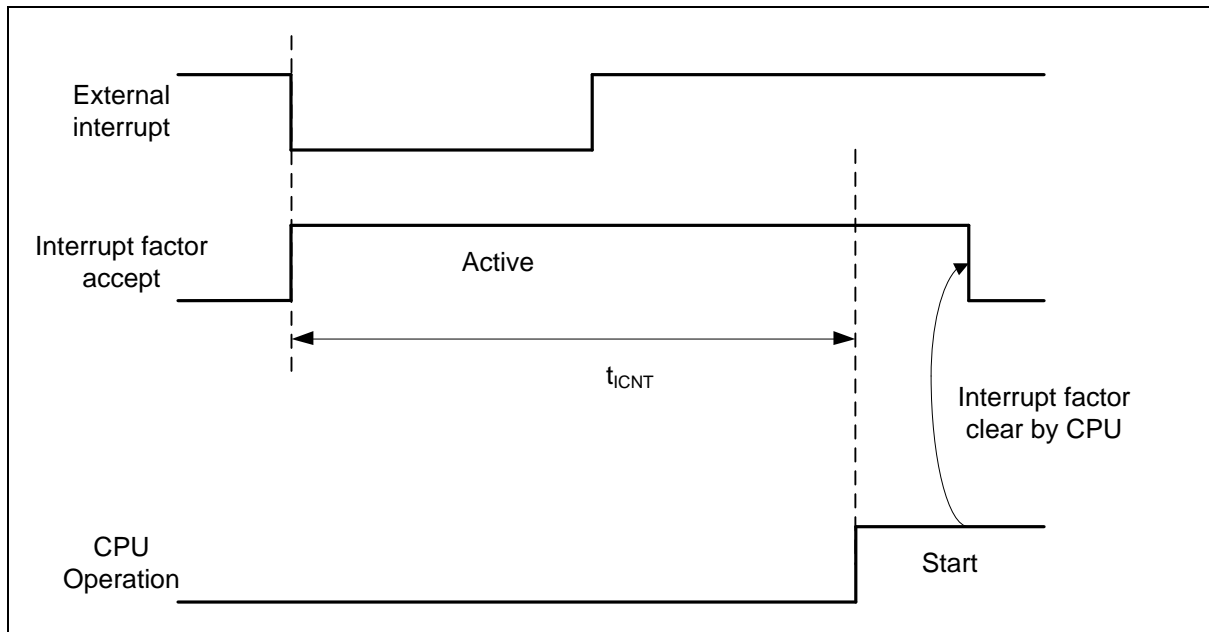 External
interrupt
Interrupt factor
accept
Active
tICNT
Interrupt factor
clear by CPU
CPU
Operation
Start